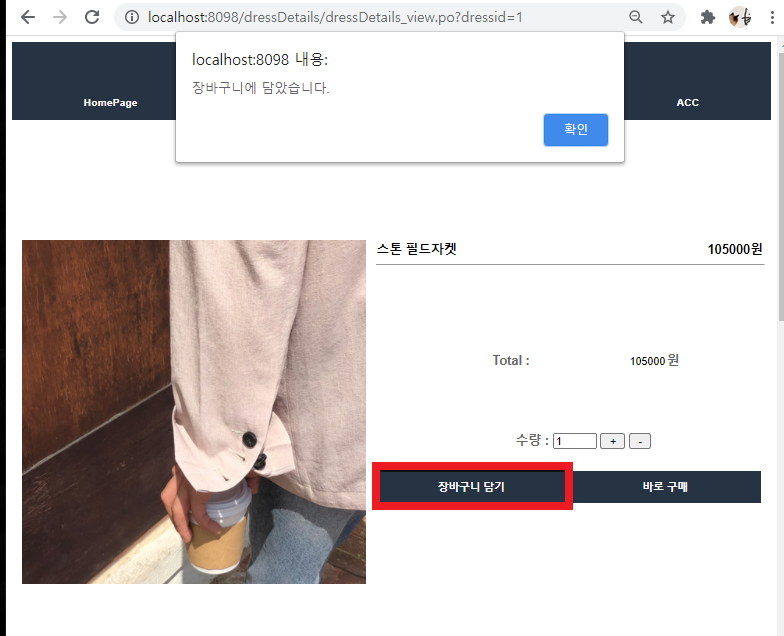 localhost:8098/dressDetails/dressDetails_view.po?dressid=1
localhost:8098 내용:
장바구니에 담았습니다.
확인
HomePage
ACC
스톤 필드자켓 105000원
Total : 105000 원
수량 : 1 + -
장바구니 담기 바로 구매